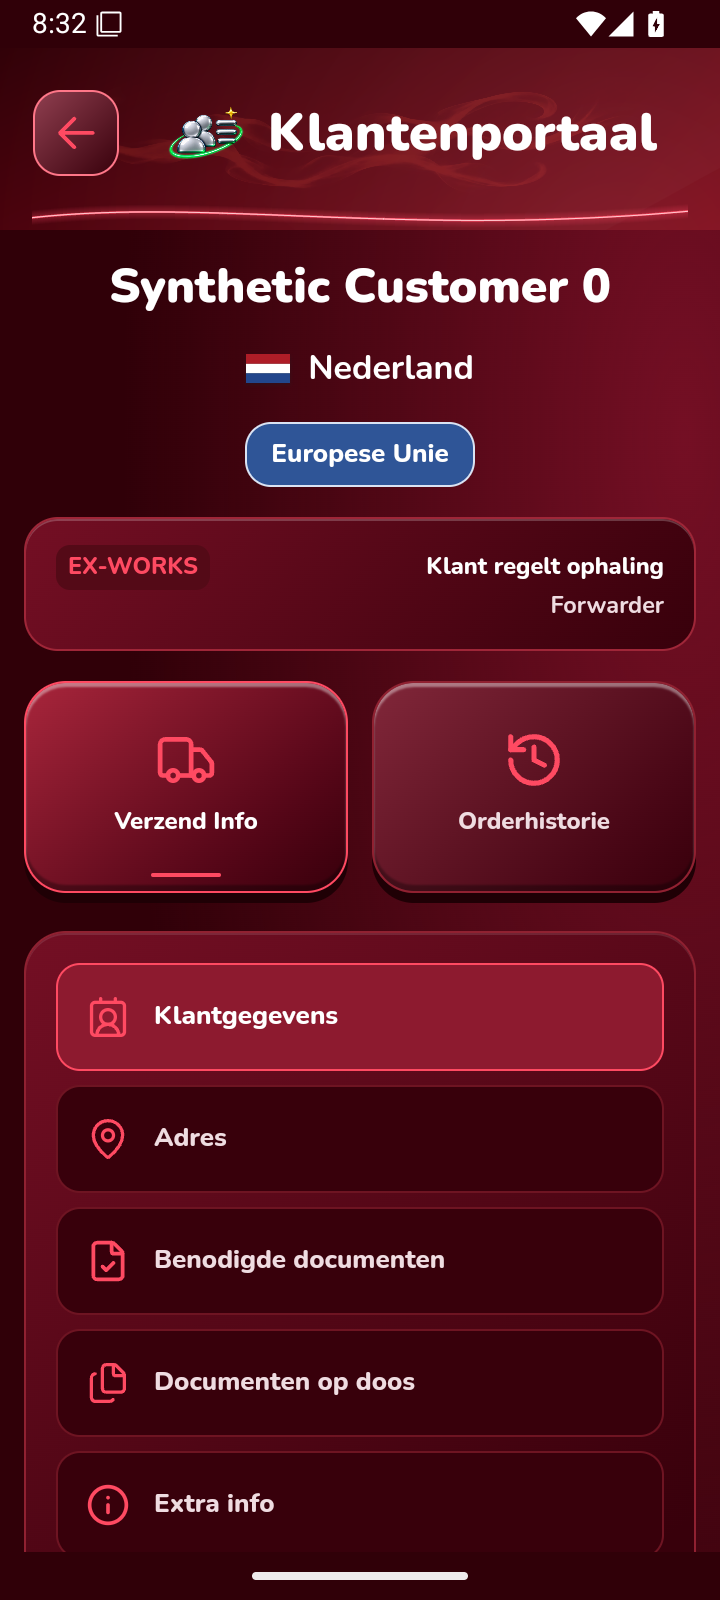 8:32
Klantenportaal
Synthetic Customer 0
Nederland
Europese Unie
EX-WORKS
Klant regelt ophaling
Forwarder
Verzend Info
Orderhistorie
Klantgegevens
Adres
Benodigde documenten
Documenten op doos
Extra info